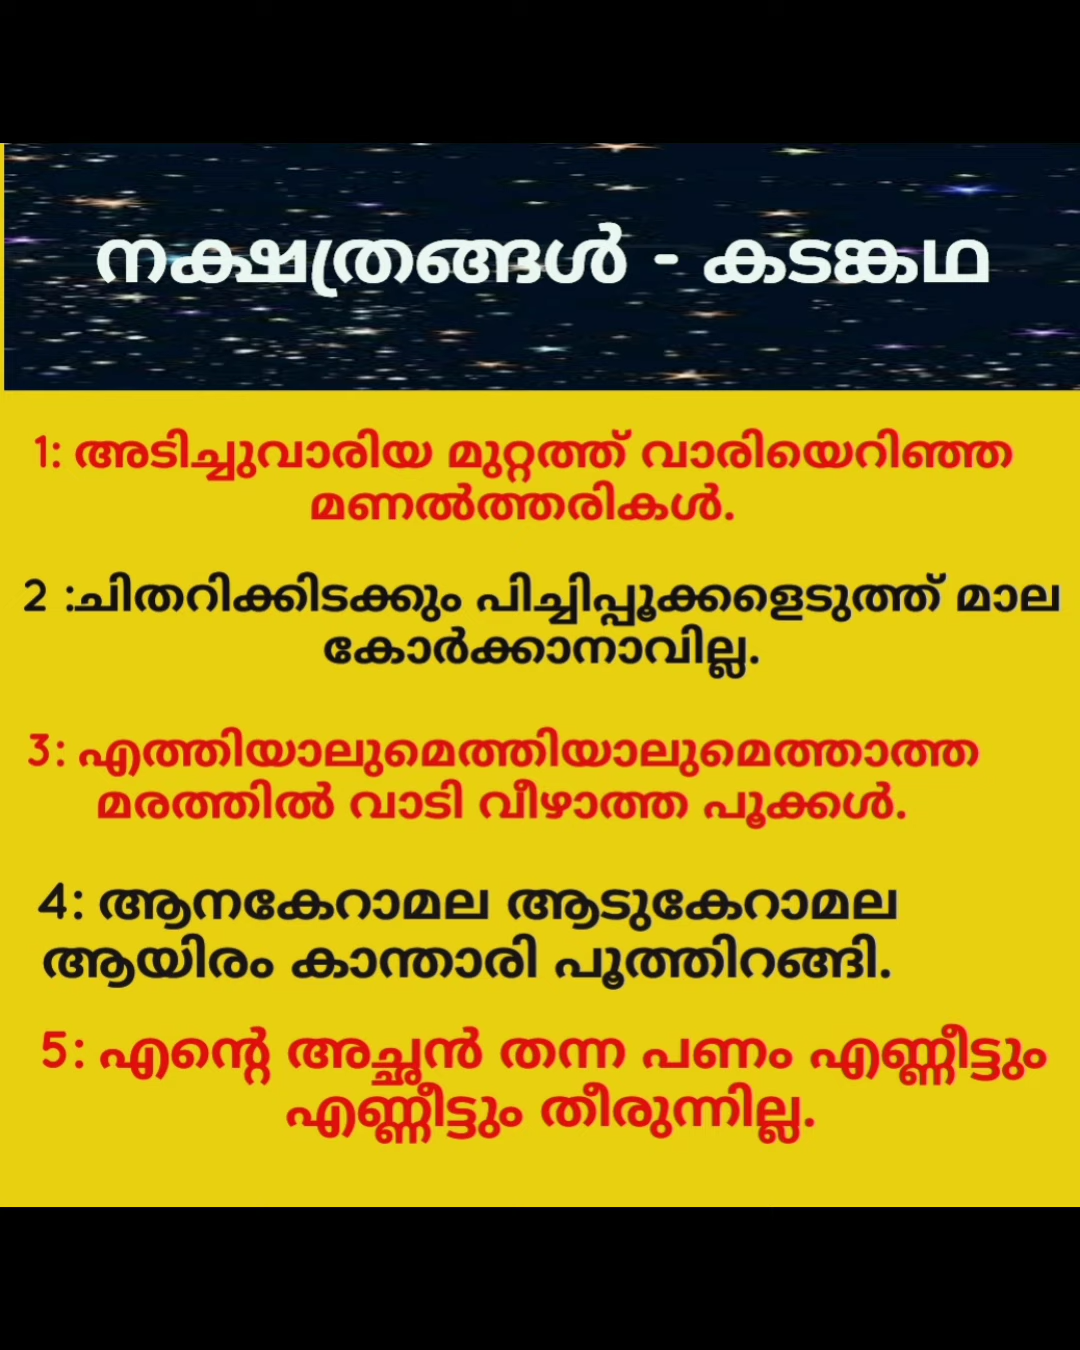 നക്ഷത്രങ്ങൾ - കടങ്കഥ
1: അടിച്ചുവാരിയ മുറ്റത്ത് വാരിയെറിഞ്ഞ
മണൽത്തരികൾ.
2 :ചിതറിക്കിടക്കും പിച്ചിപ്പൂക്കളെടുത്ത് മാല
കോർക്കാനാവില്ല.
3: എത്തിയാലുമെത്തിയാലുമെത്താത്ത
മരത്തിൽ വാടി വീഴാത്ത പൂക്കൾ.
4: ആനകേറാമല ആടുകേറാമല
ആയിരം കാന്താരി പൂത്തിറങ്ങി.
5: എന്റെ അച്ഛൻ തന്ന പണം എണ്ണീട്ടും
എണ്ണീട്ടും തീരുന്നില്ല.